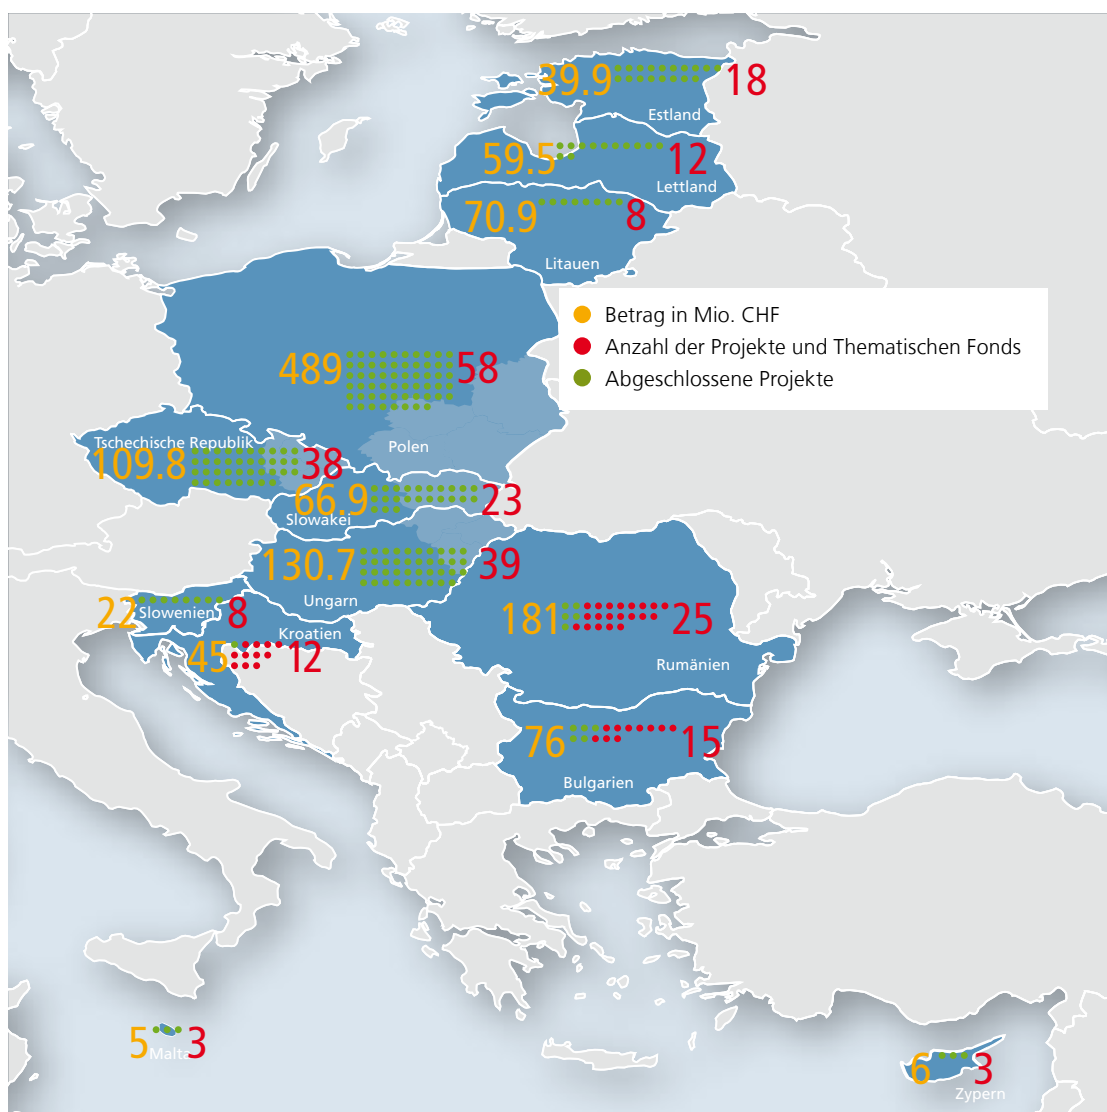 39.9 18
Estland
59.5 12
Lettland
70.9 8
Litauen
Betrag in Mio. CHF
Anzahl der Projekte und Thematischen Fonds
Abgeschlossene Projekte
489 58
Polen
Tschechische Republik
109.8 38
66.9 23
Slowakei
130.7 39
Ungarn
22 Slowenien 8
Kroatien
45 12
181 25
Rumänien
76 15
Bulgarien
5 3
Malta
6 3
Zypern